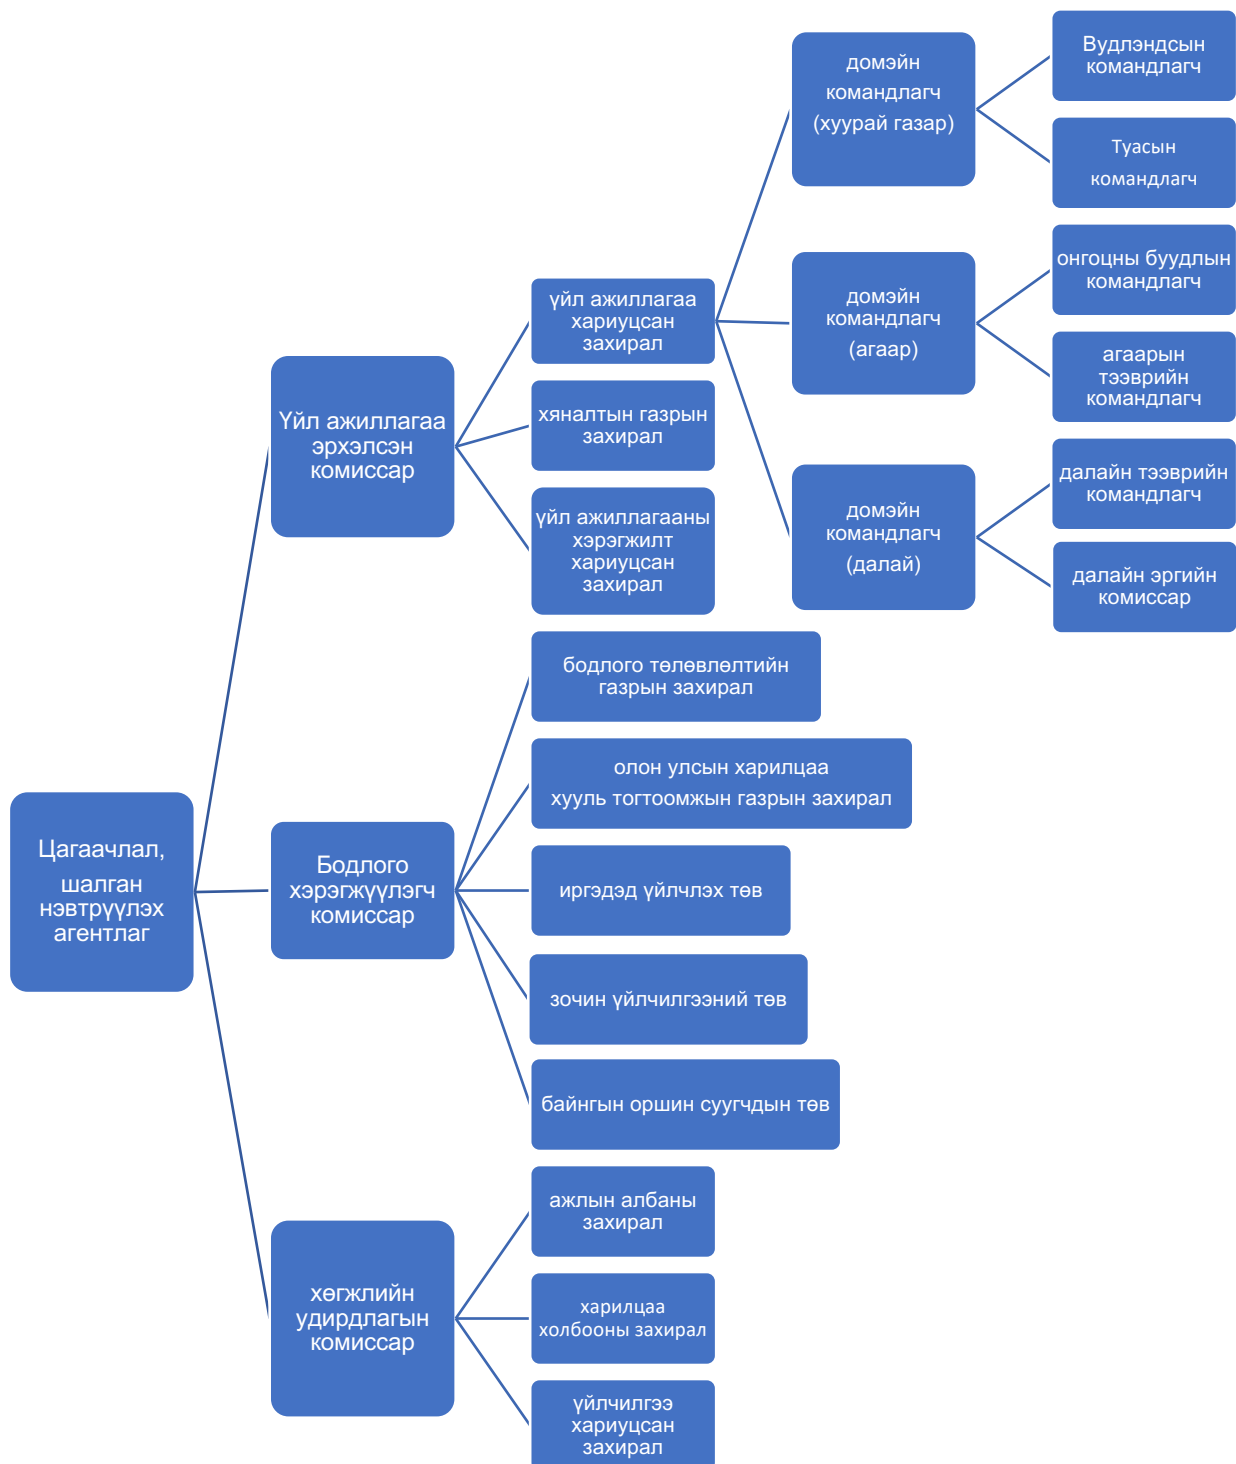 Цагаачлал,
шалган
нэвтрүүлэх
агентлаг
Үйл ажиллагаа
эрхэлсэн
комиссар
үйл ажиллагаа
хариуцсан
захирал
домэйн
командлагч
(хуурай газар)
Вудлэндсын
командлагч
Туасын
командлагч
домэйн
командлагч
(агаар)
онгоцны буудлын
командлагч
агаарын
тээврийн
командлагч
домэйн
командлагч
(далай)
далайн тээврийн
командлагч
далайн эргийн
комиссар
хяналтын газрын
захирал
үйл ажиллагааны
хэрэгжилт
хариуцсан
захирал
Бодлого
хэрэгжүүлэгч
комиссар
бодлого төлөвлөлтийн
газрын захирал
олон улсын харилцаа
хууль тогтоомжын газрын захирал
иргэдэд үйлчлэх төв
зочин үйлчилгээний төв
байнгын оршин суугчдын төв
хөгжлийн
удирдлагын
комиссар
ажлын албаны
захирал
харилцаа
холбооны захирал
үйлчилгээ
хариуцсан
захирал